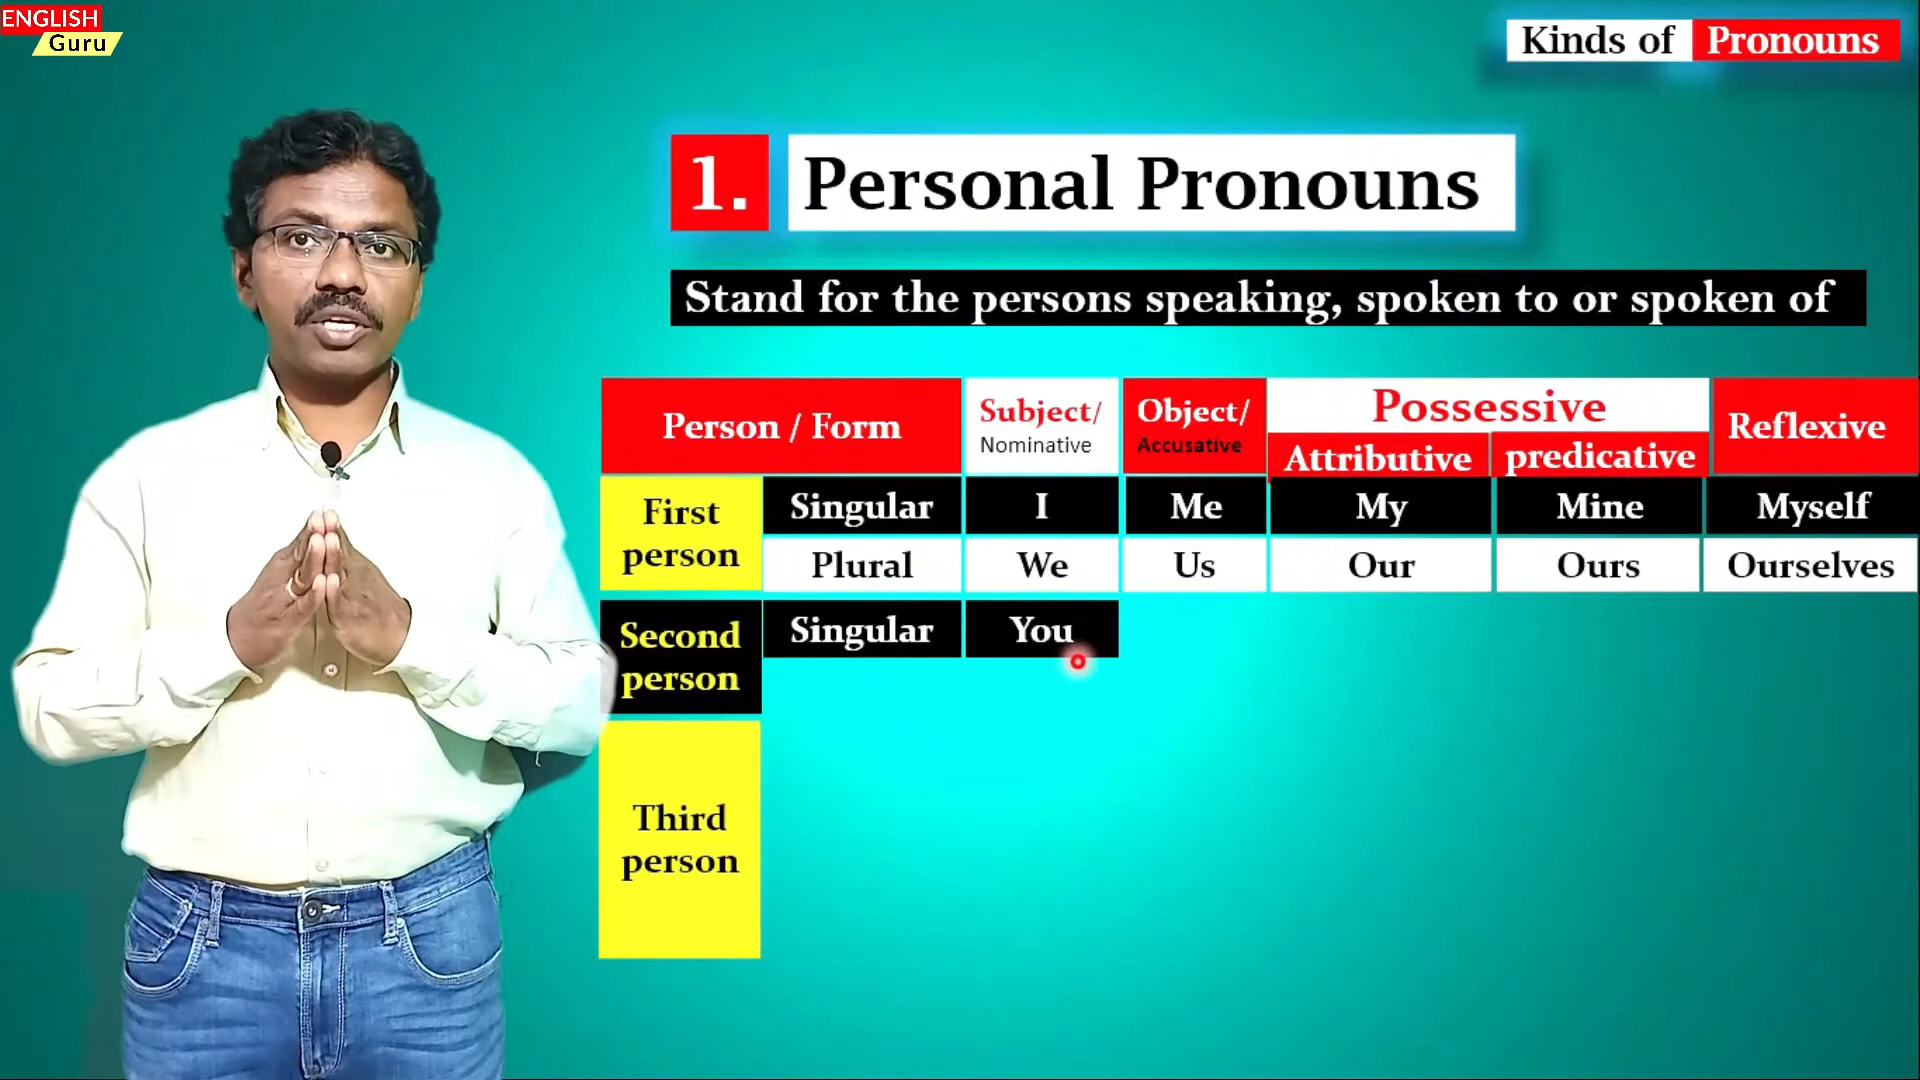 ENGLISH
Guru
Kinds of Pronouns
1. Personal Pronouns
Stand for the persons speaking, spoken to or spoken of
Person / Form Subject/ Nominative Object/ Accusative Possessive Reflexive
Attributive predicative
First person Singular I Me My Mine Myself
Plural We Us Our Ours Ourselves
Second person Singular You
Third person